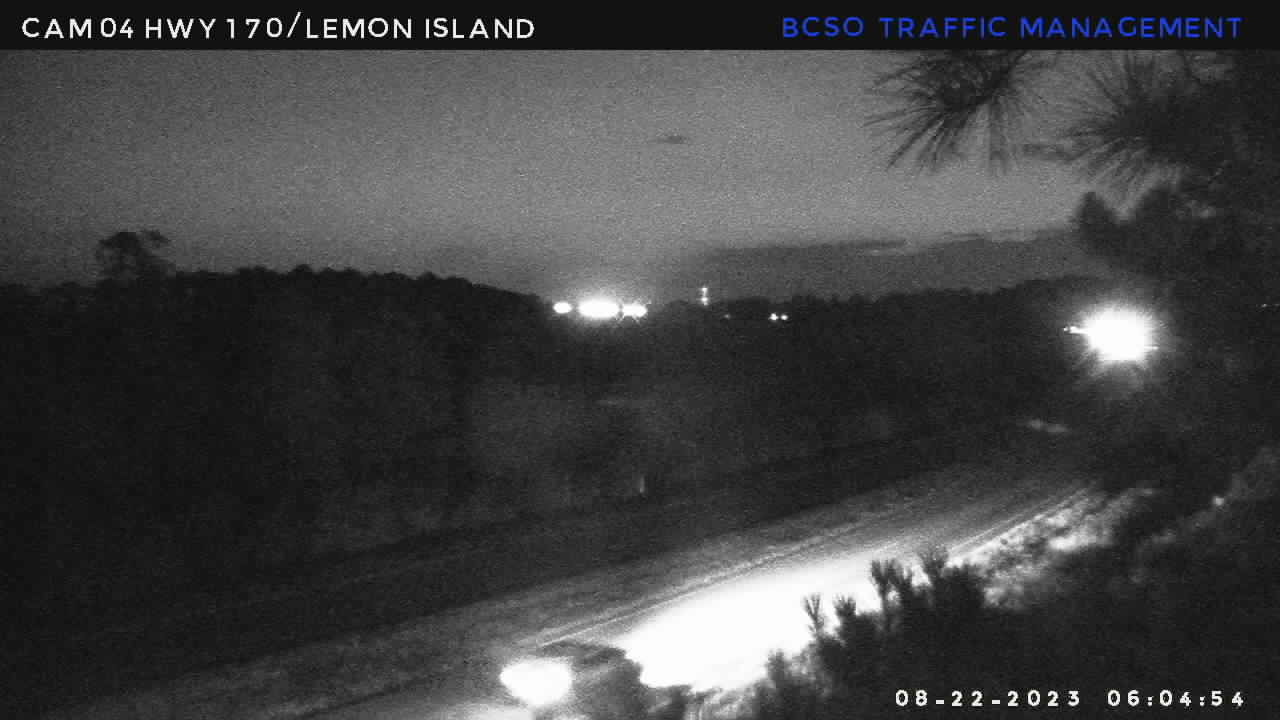 CAM04 HWY 170/LEMON ISLAND
BCSO TRAFFIC MANAGEMENT
08-22-2023 06:04:54